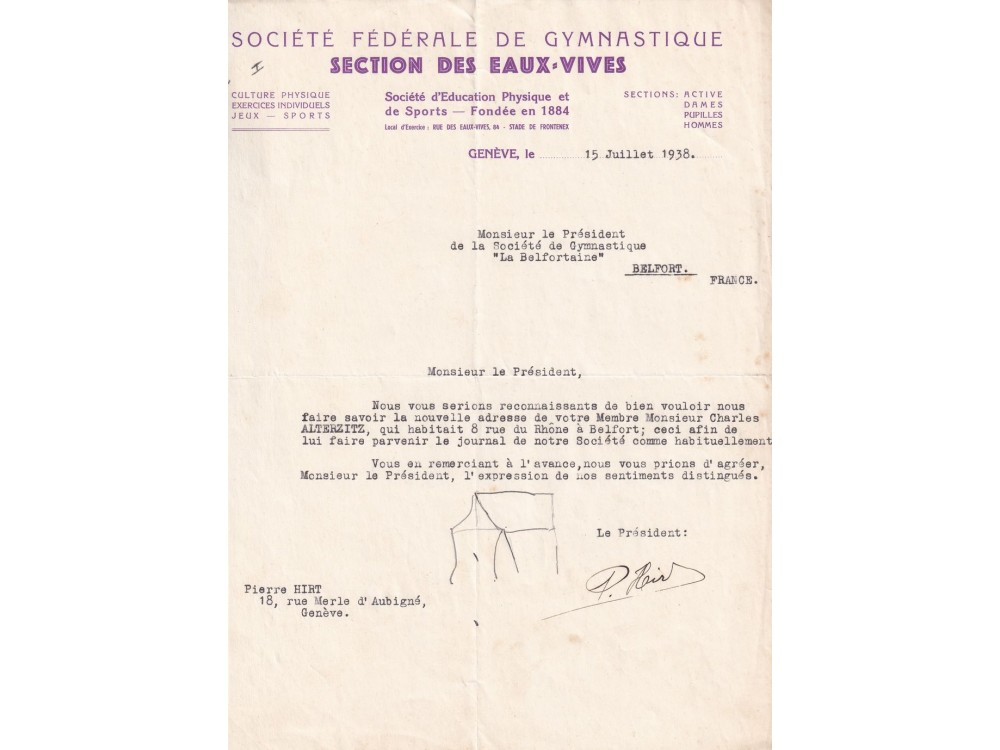 SOCIÉTÉ FÉDÉRALE DE GYMNASTIQUE
SECTION DES EAUX-VIVES
CULTURE PHYSIQUE
EXERCICES INDIVIDUELS
JEUX — SPORTS
Société d'Education Physique et
de Sports — Fondée en 1884
Local d'Exercice : RUE DES EAUX-VIVES, 84 - STADE DE FRONTENEX
SECTIONS: ACTIVE
DAMES
PUPILLES
HOMMES
GENÈVE, le 15 Juillet 1938.
Monsieur le Président
de la Société de Gymnastique
"La Belfortaine"
BELFORT.
FRANCE.
Monsieur le Président,
Nous vous serions reconnaissants de bien vouloir nous
faire savoir la nouvelle adresse de votre Membre Monsieur Charles
ALTERZITZ, qui habitait 8 rue du Rhône à Belfort; ceci afin de
lui faire parvenir le journal de notre Société comme habituellement
Vous en remerciant à l'avance,nous vous prions d'agréer,
Monsieur le Président, l'expression de nos sentiments distingués.
Le Président:
P. Hirt
Pierre HIRT
18, rue Merle d'Aubigné,
Genève.